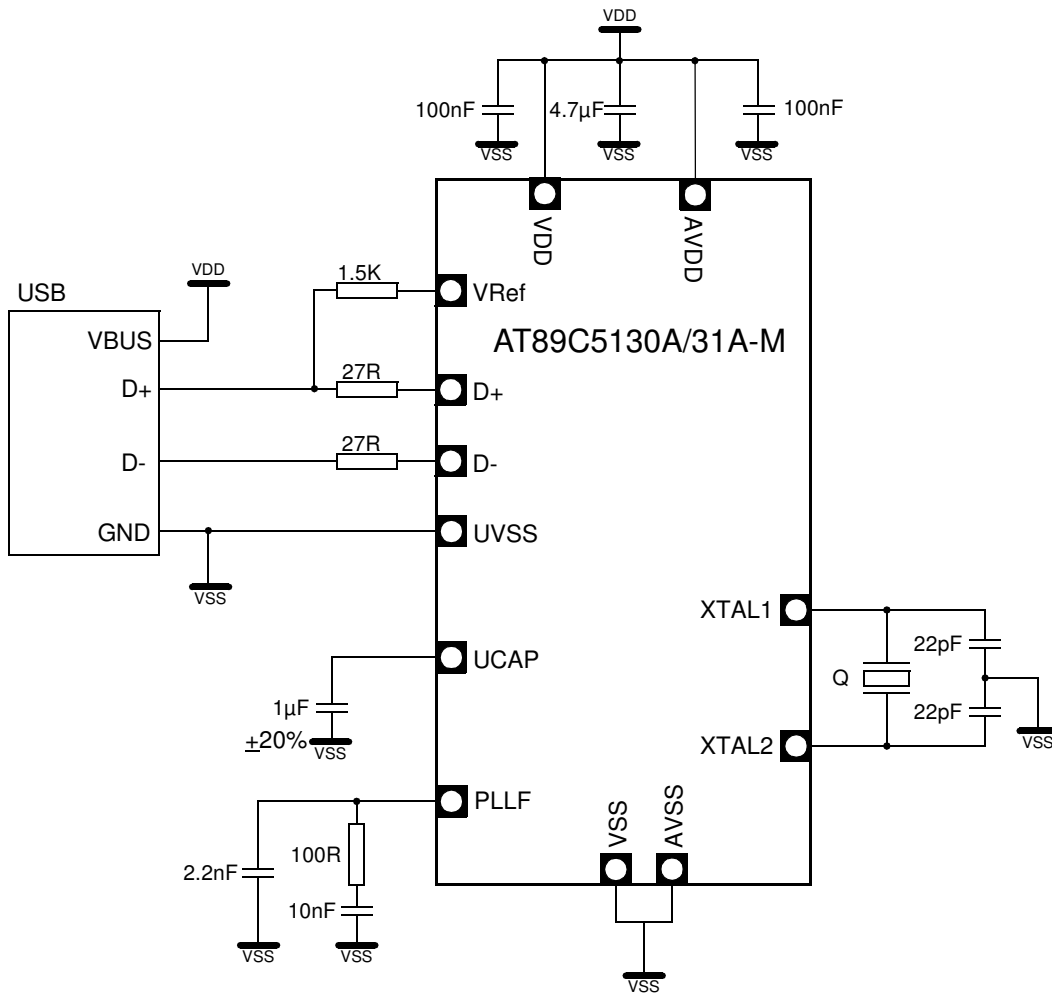 VDD
100nF
4.7µF
100nF
VSS
VSS
VSS
VDD
AVDD
VDD
1.5K
VRef
USB
AT89C5130A/31A-M
VBUS
D+
27R
D+
27R
D-
D-
GND
UVSS
VSS
XTAL1
22pF
UCAP
Q
1µF
22pF
±20%
VSS
XTAL2
VSS
PLLF
VSS
AVSS
100R
2.2nF
10nF
VSS
VSS
VSS